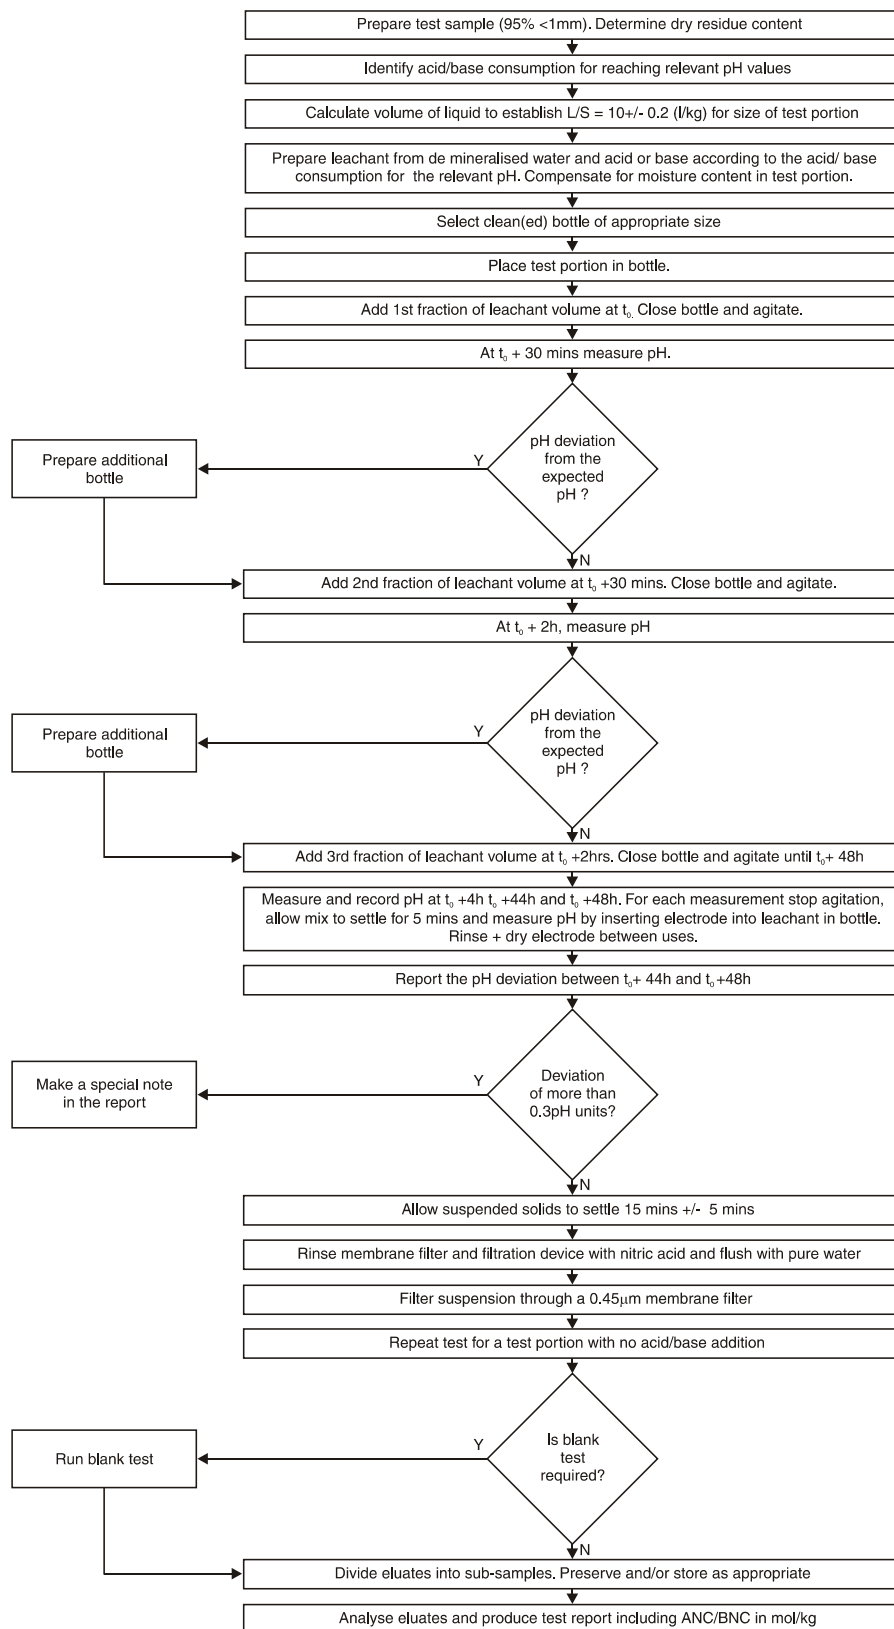 Prepare test sample (95% <1mm). Determine dry residue content
Identify acid/base consumption for reaching relevant pH values
Calculate volume of liquid to establish L/S = 10+/- 0.2 (l/kg) for size of test portion
Prepare leachant from de mineralised water and acid or base according to the acid/ base
consumption for the relevant pH. Compensate for moisture content in test portion.
Select clean(ed) bottle of appropriate size
Place test portion in bottle.
Add 1st fraction of leachant volume at t₀. Close bottle and agitate.
At t₀ + 30 mins measure pH.
pH deviation
from the
expected
pH ?
Y
Prepare additional
bottle
N
Add 2nd fraction of leachant volume at t₀ +30 mins. Close bottle and agitate.
At t₀ + 2h, measure pH
pH deviation
from the
expected
pH ?
Y
Prepare additional
bottle
N
Add 3rd fraction of leachant volume at t₀ +2hrs. Close bottle and agitate until t₀+ 48h
Measure and record pH at t₀ +4h t₀ +44h and t₀ +48h. For each measurement stop agitation,
allow mix to settle for 5 mins and measure pH by inserting electrode into leachant in bottle.
Rinse + dry electrode between uses.
Report the pH deviation between t₀+ 44h and t₀ +48h
Deviation
of more than
0.3pH units?
Y
Make a special note
in the report
N
Allow suspended solids to settle 15 mins +/- 5 mins
Rinse membrane filter and filtration device with nitric acid and flush with pure water
Filter suspension through a 0.45µm membrane filter
Repeat test for a test portion with no acid/base addition
Is blank
test
required?
Y
Run blank test
N
Divide eluates into sub-samples. Preserve and/or store as appropriate
Analyse eluates and produce test report including ANC/BNC in mol/kg